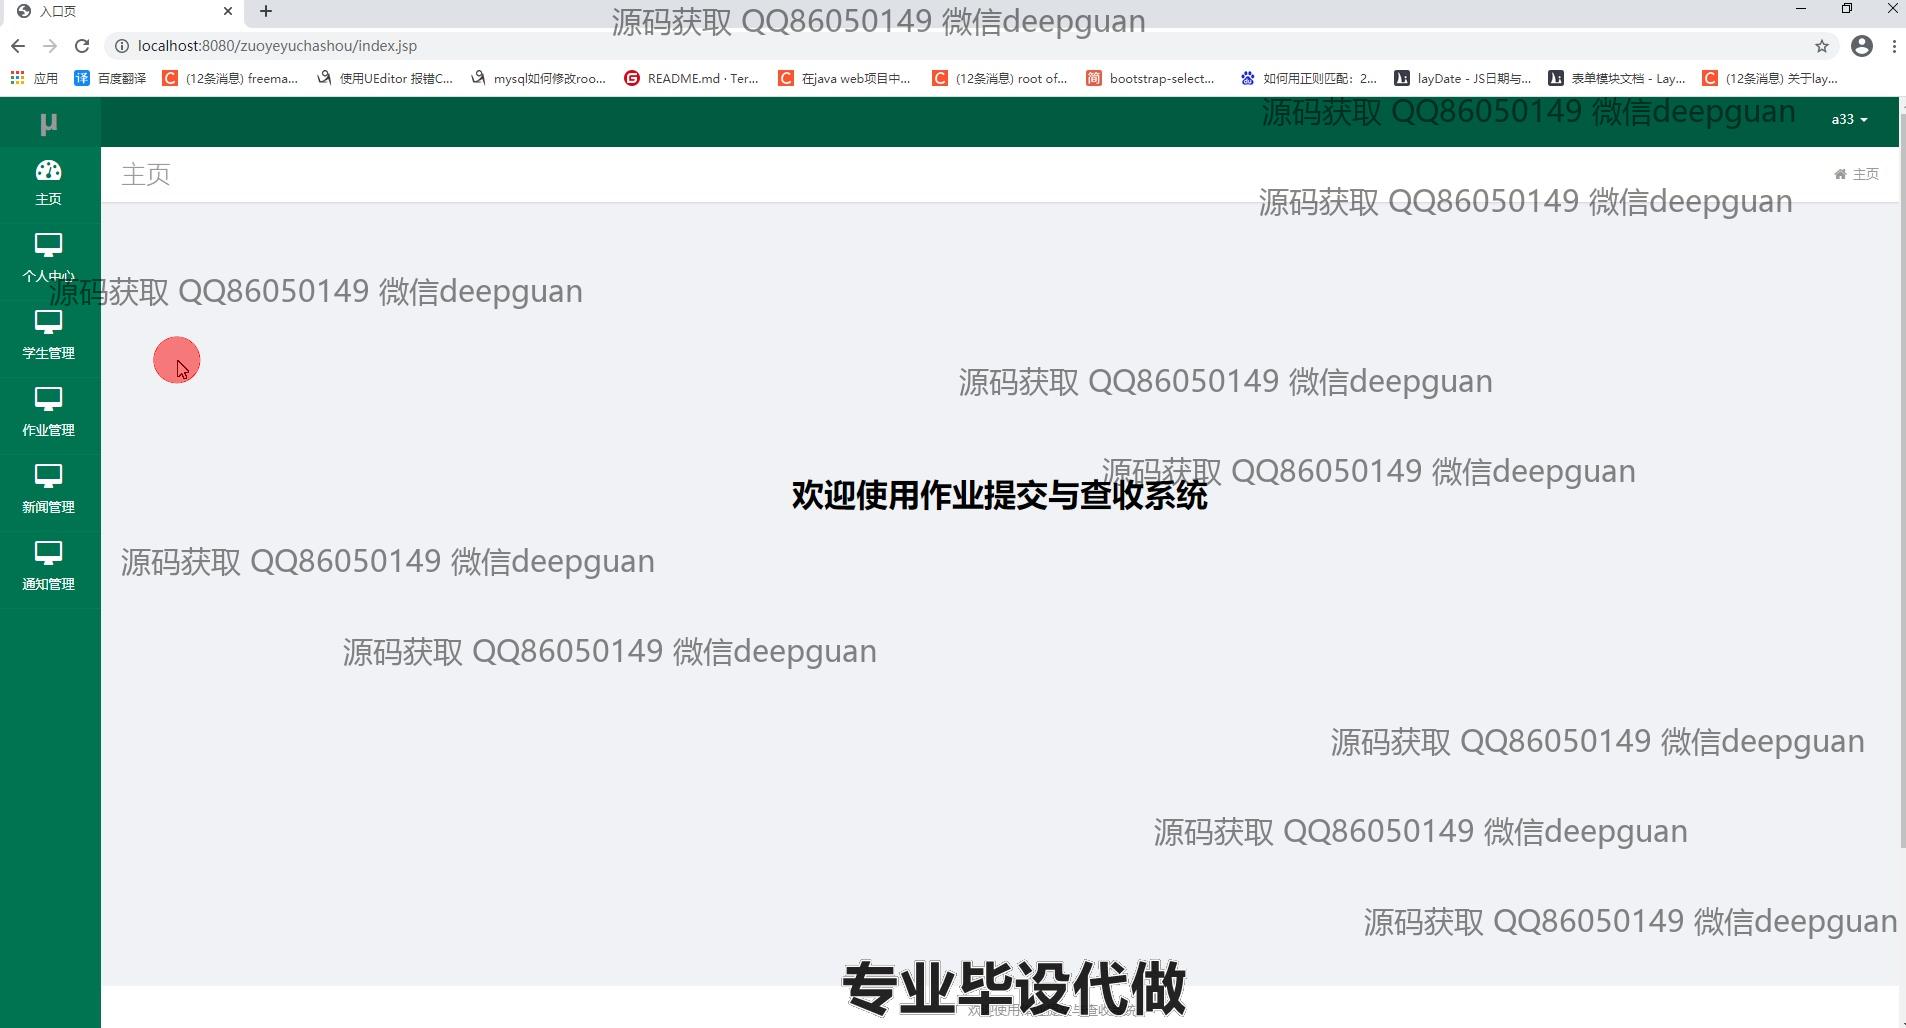 入口页
源码获取 QQ86050149 微信deepguan
localhost:8080/zuoyeyuchashou/index.jsp
应用
百度翻译
(12条消息) freema...
使用UEditor 报错C...
mysql如何修改roo...
README.md · Ter...
在java web项目中...
(12条消息) root of...
bootstrap-select...
如何用正则匹配：2...
layDate - JS日期与...
表单模块文档 - Lay...
(12条消息) 关于lay...
源码获取 QQ86050149 微信deepguan
μ
a33
主页
主页
主页
源码获取 QQ86050149 微信deepguan
个人中心
源码获取 QQ86050149 微信deepguan
学生管理
源码获取 QQ86050149 微信deepguan
作业管理
源码获取 QQ86050149 微信deepguan
欢迎使用作业提交与查收系统
新闻管理
源码获取 QQ86050149 微信deepguan
通知管理
源码获取 QQ86050149 微信deepguan
源码获取 QQ86050149 微信deepguan
源码获取 QQ86050149 微信deepguan
源码获取 QQ86050149 微信deepguan
专业毕设代做